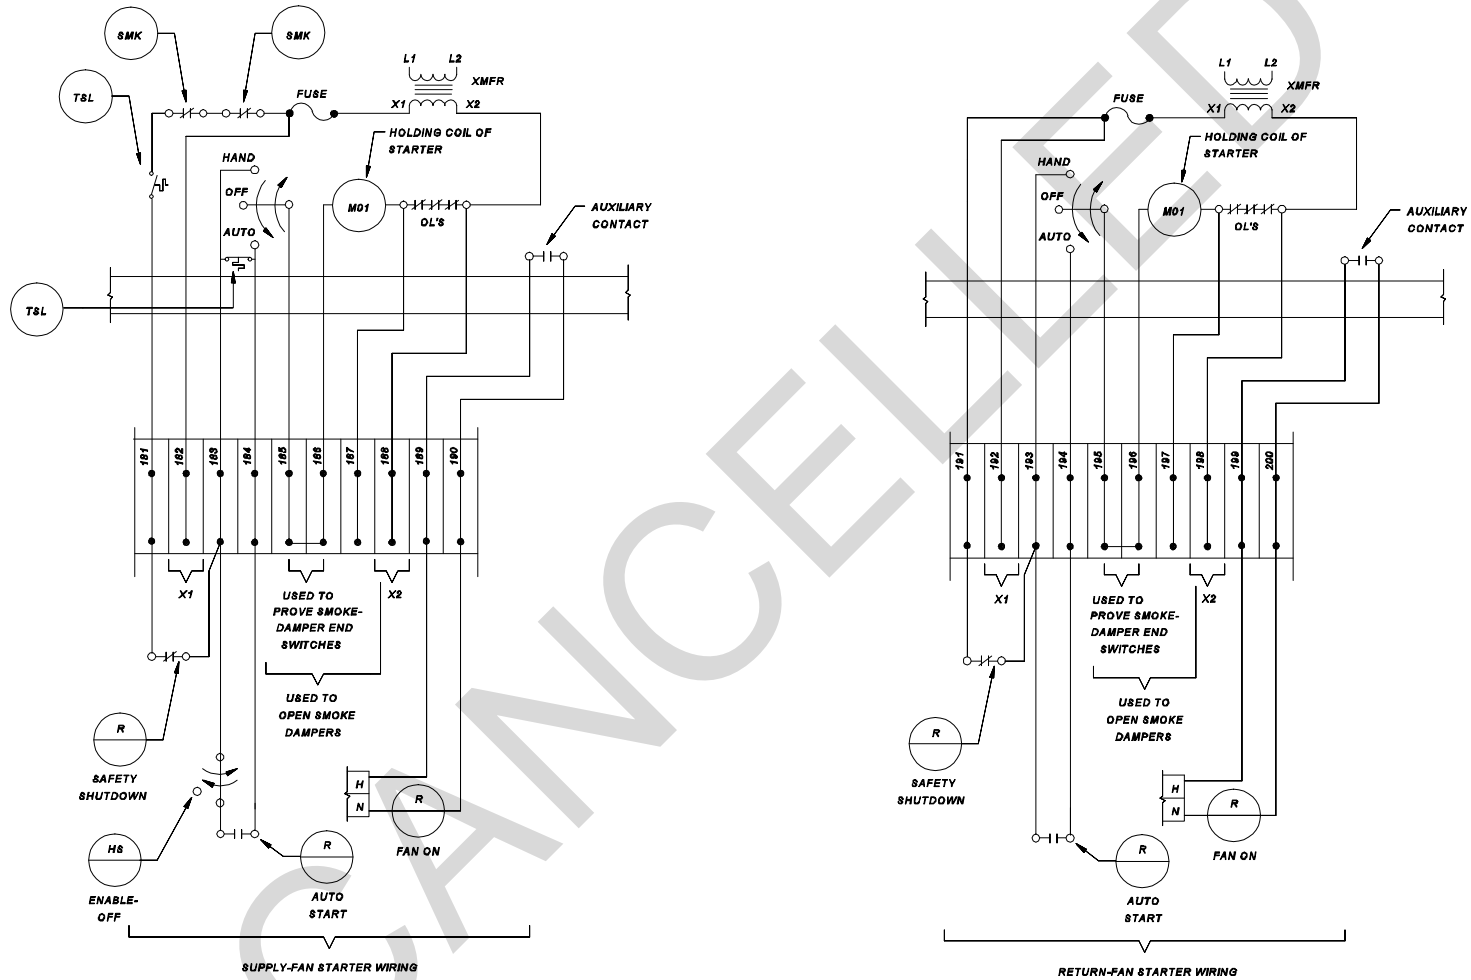 SMK
SMK
TSL
L1 L2
XMFR
X1 X2
FUSE
HOLDING COIL OF
STARTER
HAND
OFF
AUTO
M01
OL'S
AUXILIARY
CONTACT
TSL
181 182 183 184 185 186 187 188 189 190
X1
USED TO
PROVE SMOKE-
DAMPER END
SWITCHES
X2
USED TO
OPEN SMOKE
DAMPERS
R
SAFETY
SHUTDOWN
H
N
R
FAN ON
HS
ENABLE-
OFF
R
AUTO
START
SUPPLY-FAN STARTER WIRING
L1 L2
XMFR
X1 X2
FUSE
HOLDING COIL OF
STARTER
HAND
OFF
AUTO
M01
OL'S
AUXILIARY
CONTACT
191 192 193 194 195 196 197 198 199 200
X1
USED TO
PROVE SMOKE-
DAMPER END
SWITCHES
X2
USED TO
OPEN SMOKE
DAMPERS
R
SAFETY
SHUTDOWN
H
N
R
FAN ON
R
AUTO
START
RETURN-FAN STARTER WIRING
CANCELLED